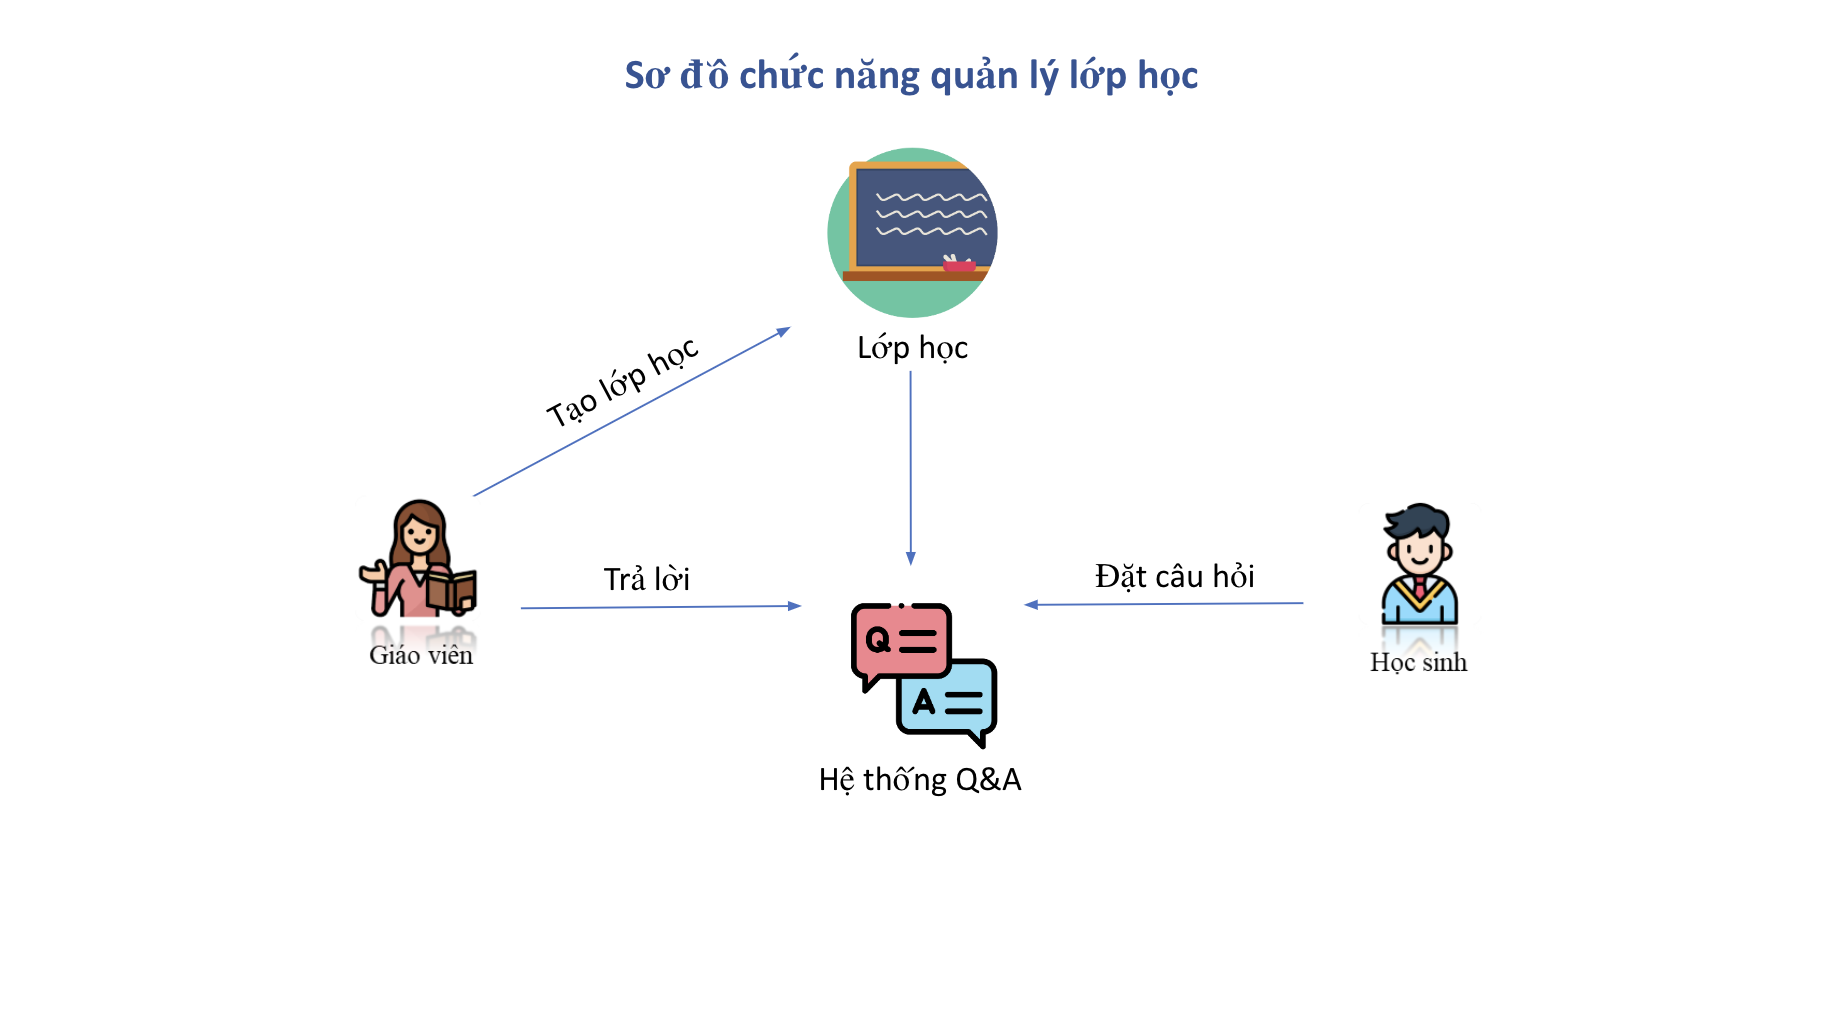 Sơ đồ chức năng quản lý lớp học
Lớp học
Tạo lớp học
Trả lời
Đặt câu hỏi
Giáo viên
Học sinh
Q
A
Hệ thống Q&A